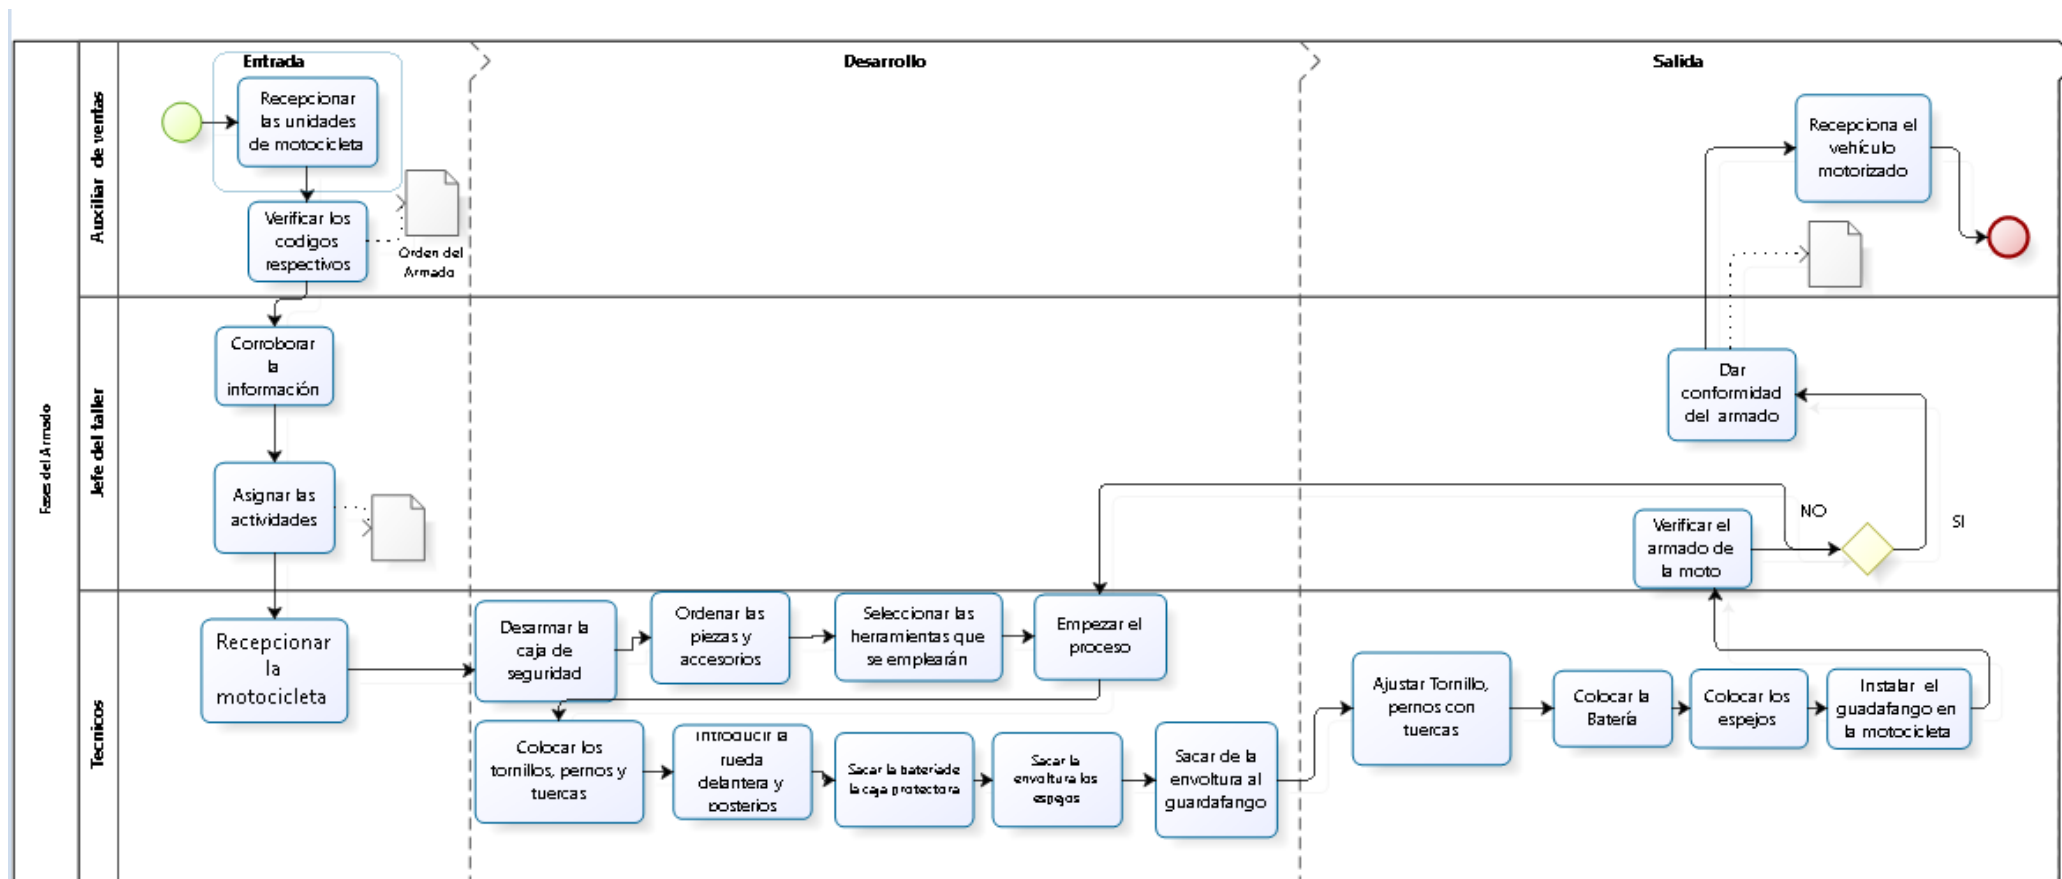 Entrada
Desarrollo
Salida
Fases del Armado
Auxiliar de ventas
Jefe del taller
Tecnicos
Recepcionar
las unidades
de motocicleta
Verificar los
codigos
respectivos
Orden del
Armado
Recepciona el
vehículo
motorizado
Corroborar
la
información
Asignar las
actividades
Dar
conformidad
del armado
NO
SI
Verificar el
armado de
la moto
Recepcionar
la
motocicleta
Desarmar la
caja de
seguridad
Ordenar las
piezas y
accesorios
Seleccionar las
herramientas que
se emplearán
Empezar el
proceso
Colocar los
tornillos, pernos y
tuercas
Introducir la
rueda
delantera y
posterios
Sacar la bateria de
la caja protectora
Sacar la
envoltura los
espejos
Sacar de la
envoltura al
guardafango
Ajustar Tornillo,
pernos con
tuercas
Colocar la
Batería
Colocar los
espejos
Instalar el
guadafango en
la motocicleta